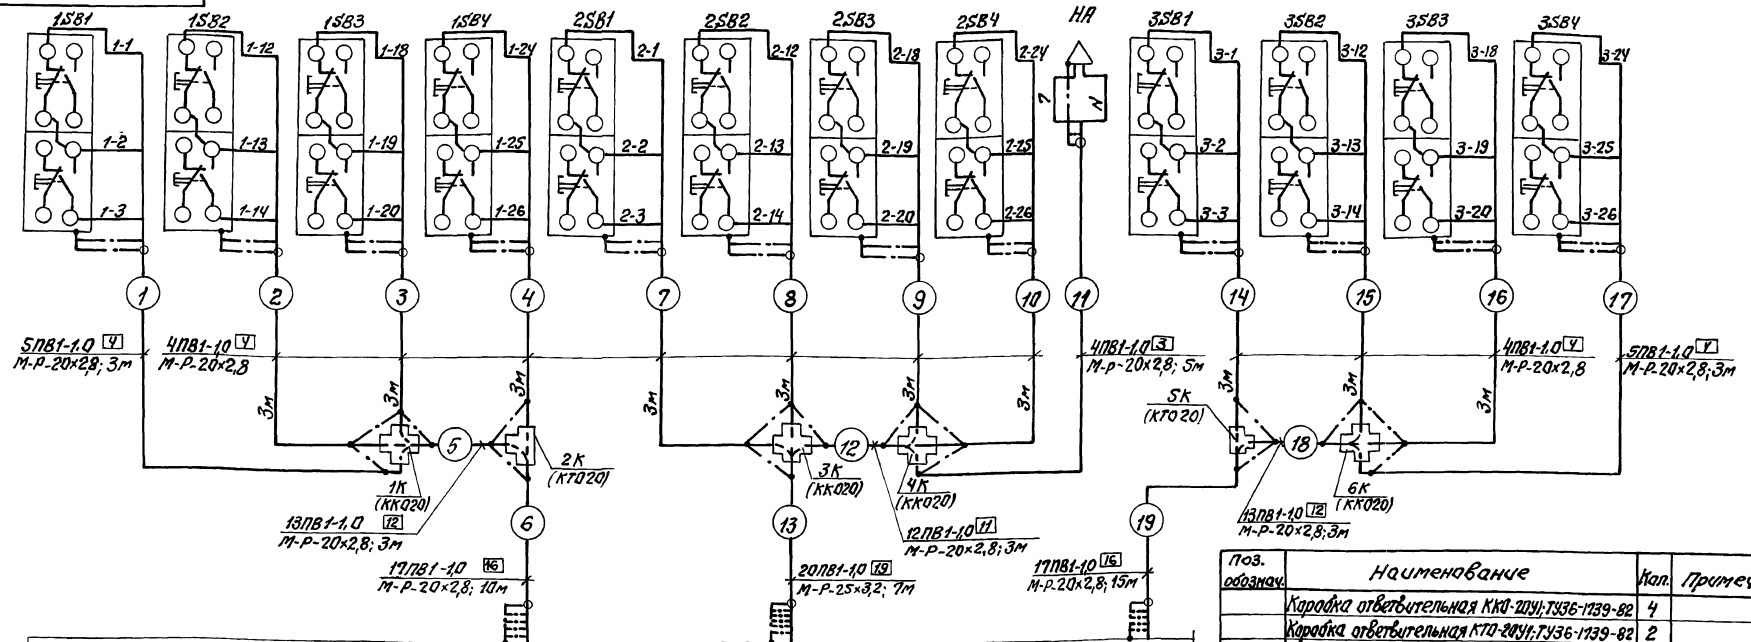 1SB1 1SB2 1SB3 1SB4 2SB1 2SB2 2SB3 2SB4 НА 3SB1 3SB2 3SB3 3SB4
1-1 1-12 1-18 1-24 2-1 2-12 2-18 2-24 3-1 3-12 3-18 3-24
N
1-2 1-13 1-19 1-25 2-2 2-13 2-19 2-25 3-2 3-13 3-19 3-25
1-3 1-14 1-20 1-26 2-3 2-14 2-20 2-26 3-3 3-14 3-20 3-26
1 2 3 4 7 8 9 10 11 14 15 16 17
5ПВ1-1.0 4
М-Р-20×2,8; 3м
4ПВ1-1,0 4
М-Р-20×2,8
4ПВ1-1.0 3
М-Р-20×2,8; 5м
4ПВ1-1.0 4
М-Р-20×2,8
5ПВ1-1.0 4
М-Р-20×2,8; 3м
3м 3м 3м 3м 3м 3м 3м 3м 3м 3м
5 12 18
1К
(КК020)
2К
(КТ020)
3К
(КК020)
4К
(КК020)
5К
(КТ020)
6К
(КК020)
13ПВ1-1.0 12
М-Р-20×2,8; 3м
12ПВ1-1,0 11
М-Р-20×2,8; 3м
13ПВ1-1,0 12
М-Р-20×2,8; 3м
6 13 19
17ПВ1-1,0 16
М-Р-20×2,8; 10м
20ПВ1-1,0 19
М-Р-25×3,2; 7м
17ПВ1-1,0 16
М-Р-20×2,8; 15м
Поз. обознач. Наименование Кол. Примеч
Коробка ответвительная ККО-20У1;ТУ36-1739-82 4
Коробка ответвительная КТО-20У1;ТУ36-1739-82 2